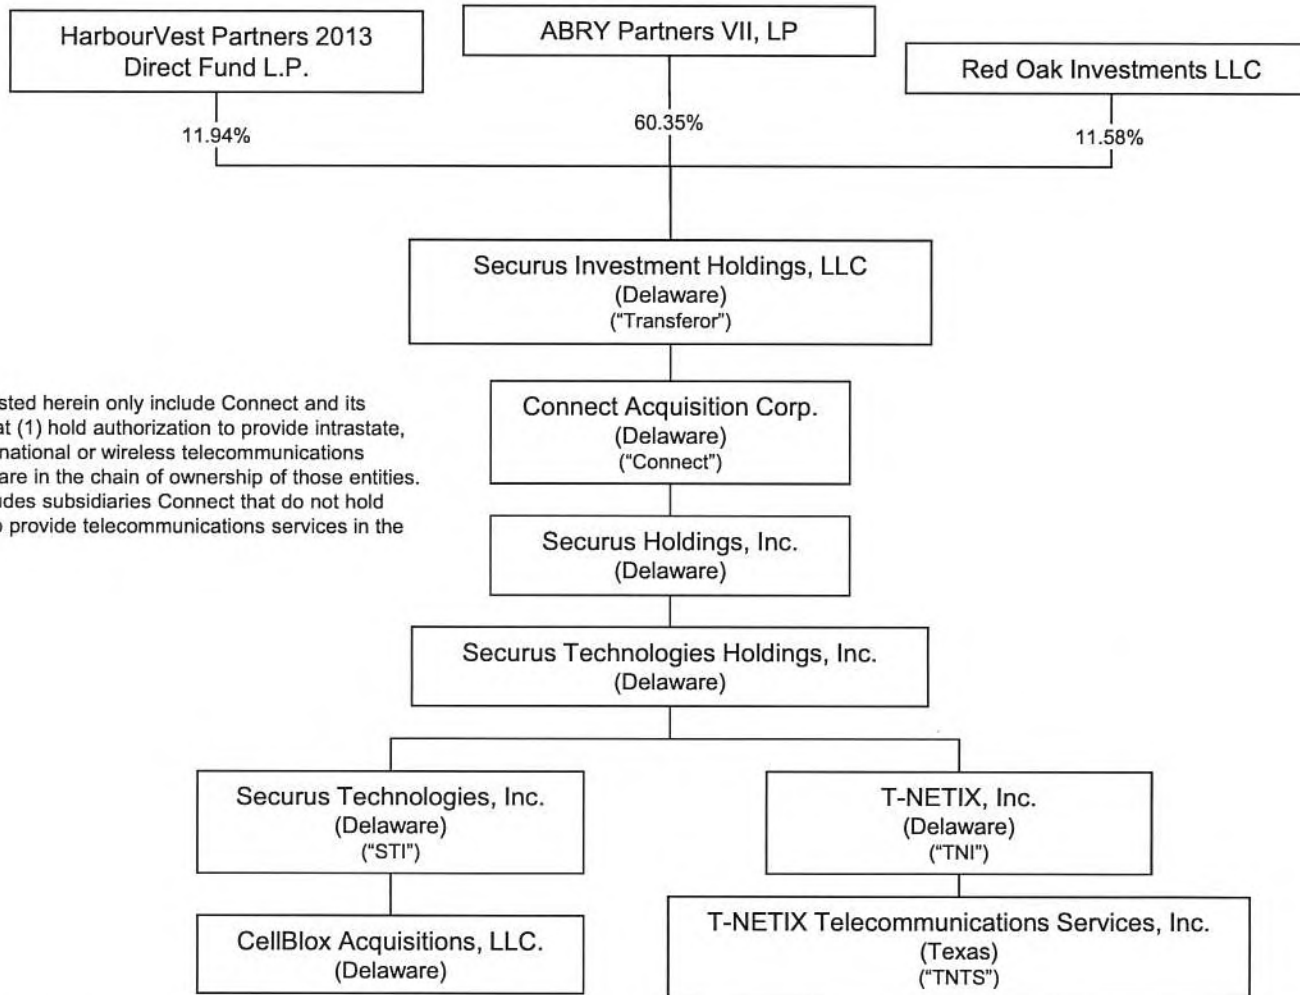 HarbourVest Partners 2013
Direct Fund L.P.
ABRY Partners VII, LP
Red Oak Investments LLC
11.94%
60.35%
11.58%
Securus Investment Holdings, LLC
(Delaware)
("Transferor")
sted herein only include Connect and its
at (1) hold authorization to provide intrastate,
national or wireless telecommunications
are in the chain of ownership of those entities.
udes subsidiaries Connect that do not hold
o provide telecommunications services in the
Connect Acquisition Corp.
(Delaware)
("Connect")
Securus Holdings, Inc.
(Delaware)
Securus Technologies Holdings, Inc.
(Delaware)
Securus Technologies, Inc.
(Delaware)
("STI")
T-NETIX, Inc.
(Delaware)
("TNI")
CellBlox Acquisitions, LLC.
(Delaware)
T-NETIX Telecommunications Services, Inc.
(Texas)
("TNTS")